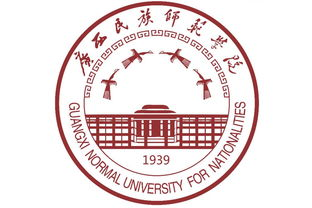 广西民族师范学院
1939
GUANGXI NORMAL UNIVERSITY FOR NATIONALITIES